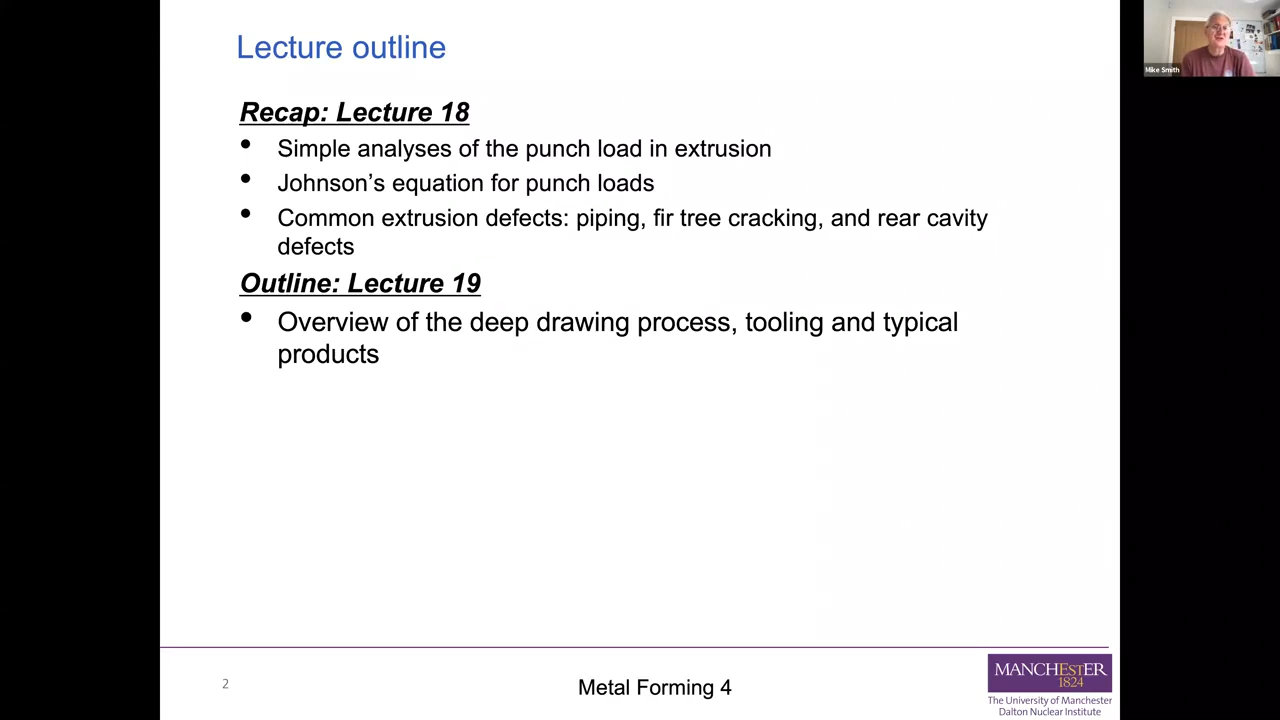 Lecture outline
Mike Smith
Recap: Lecture 18
• Simple analyses of the punch load in extrusion
• Johnson’s equation for punch loads
• Common extrusion defects: piping, fir tree cracking, and rear cavity
defects
Outline: Lecture 19
• Overview of the deep drawing process, tooling and typical
products
2
Metal Forming 4
MANCHESTER
1824
The University of Manchester
Dalton Nuclear Institute